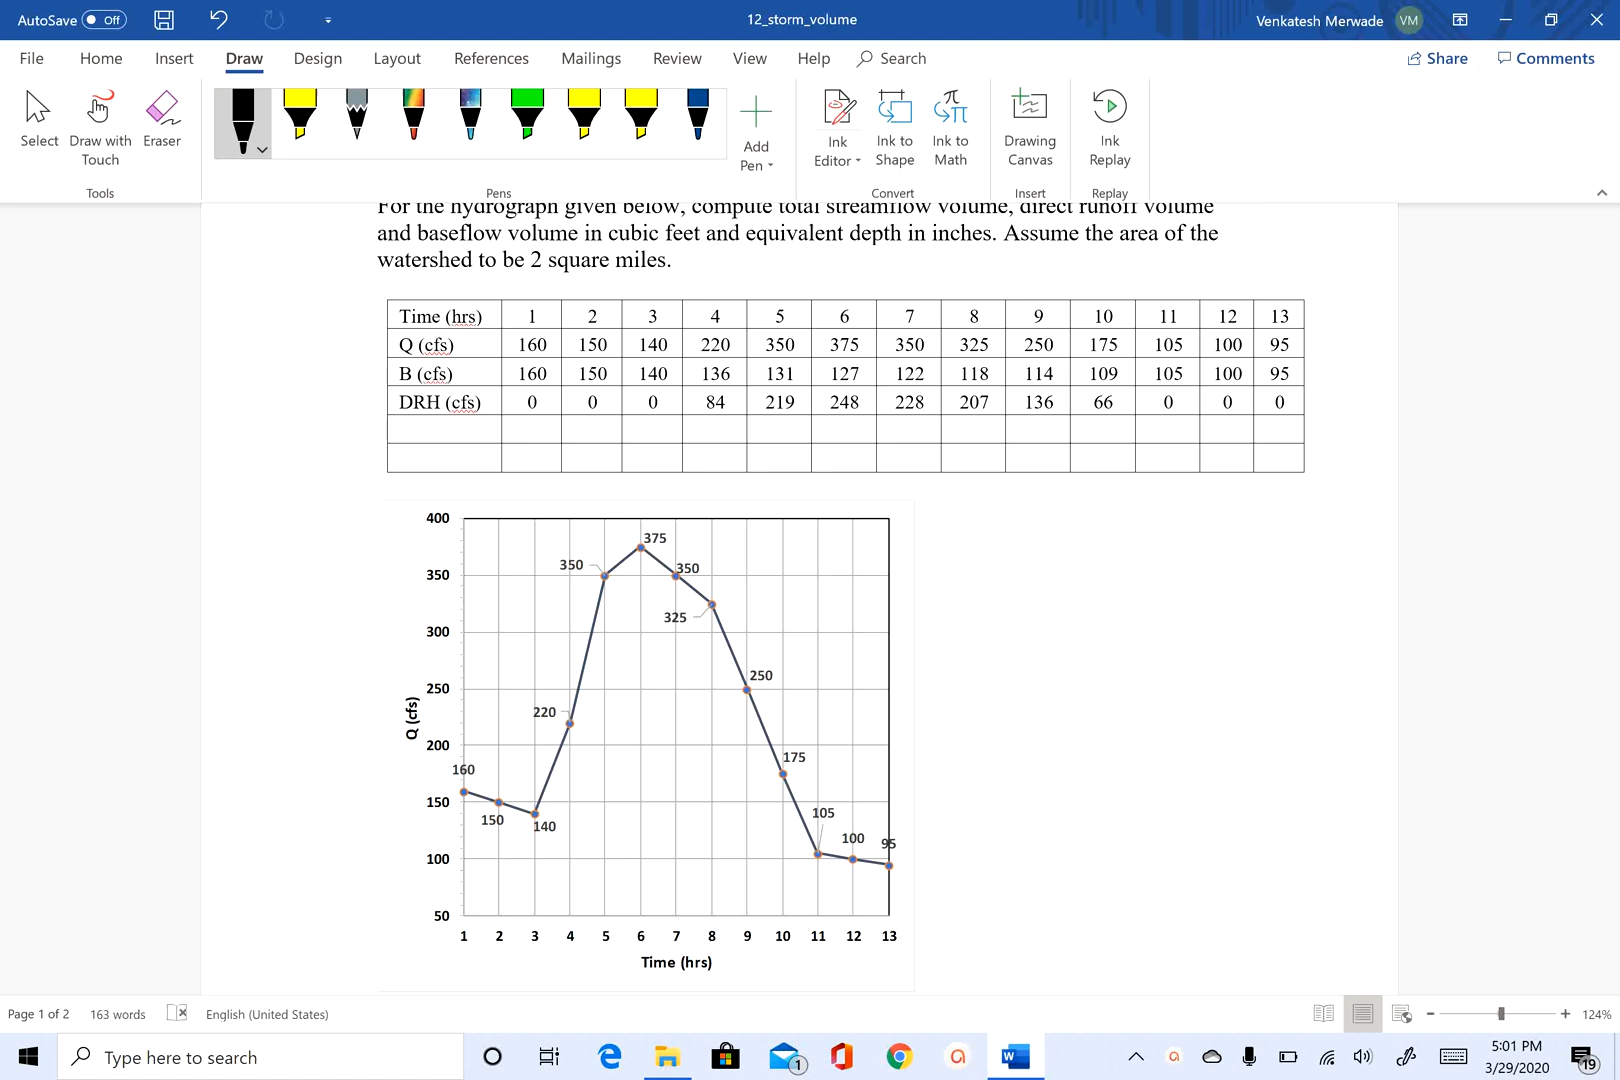 AutoSave Off 12_storm_volume Venkatesh Merwade VM
File Home Insert Draw Design Layout References Mailings Review View Help Search Share Comments
Select Draw with Touch Eraser Add Pen Ink Editor Ink to Shape Ink to Math Drawing Canvas Ink Replay
Tools Pens Convert Insert Replay
For the hydrograph given below, compute total streamflow volume, direct runoff volume
and baseflow volume in cubic feet and equivalent depth in inches. Assume the area of the
watershed to be 2 square miles.
Time (hrs) 1 2 3 4 5 6 7 8 9 10 11 12 13
Q (cfs) 160 150 140 220 350 375 350 325 250 175 105 100 95
B (cfs) 160 150 140 136 131 127 122 118 114 109 105 100 95
DRH (cfs) 0 0 0 84 219 248 228 207 136 66 0 0 0
400
375
350 350
350
325
300
250
250
220
Q (cfs)
200
175
160
150
150
105
140
100 95
100
50
1 2 3 4 5 6 7 8 9 10 11 12 13
Time (hrs)
Page 1 of 2 163 words English (United States) 124%
Type here to search
1
5:01 PM
3/29/2020
19